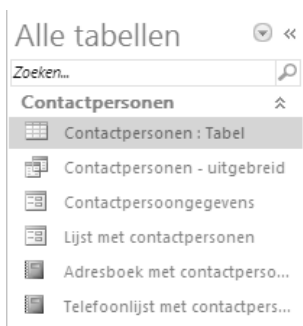 Alle tabellen
Zoeken...
Contactpersonen
Contactpersonen : Tabel
Contactpersonen - uitgebreid
Contactpersoongegevens
Lijst met contactpersonen
Adresboek met contactperso...
Telefoonlijst met contactpers...